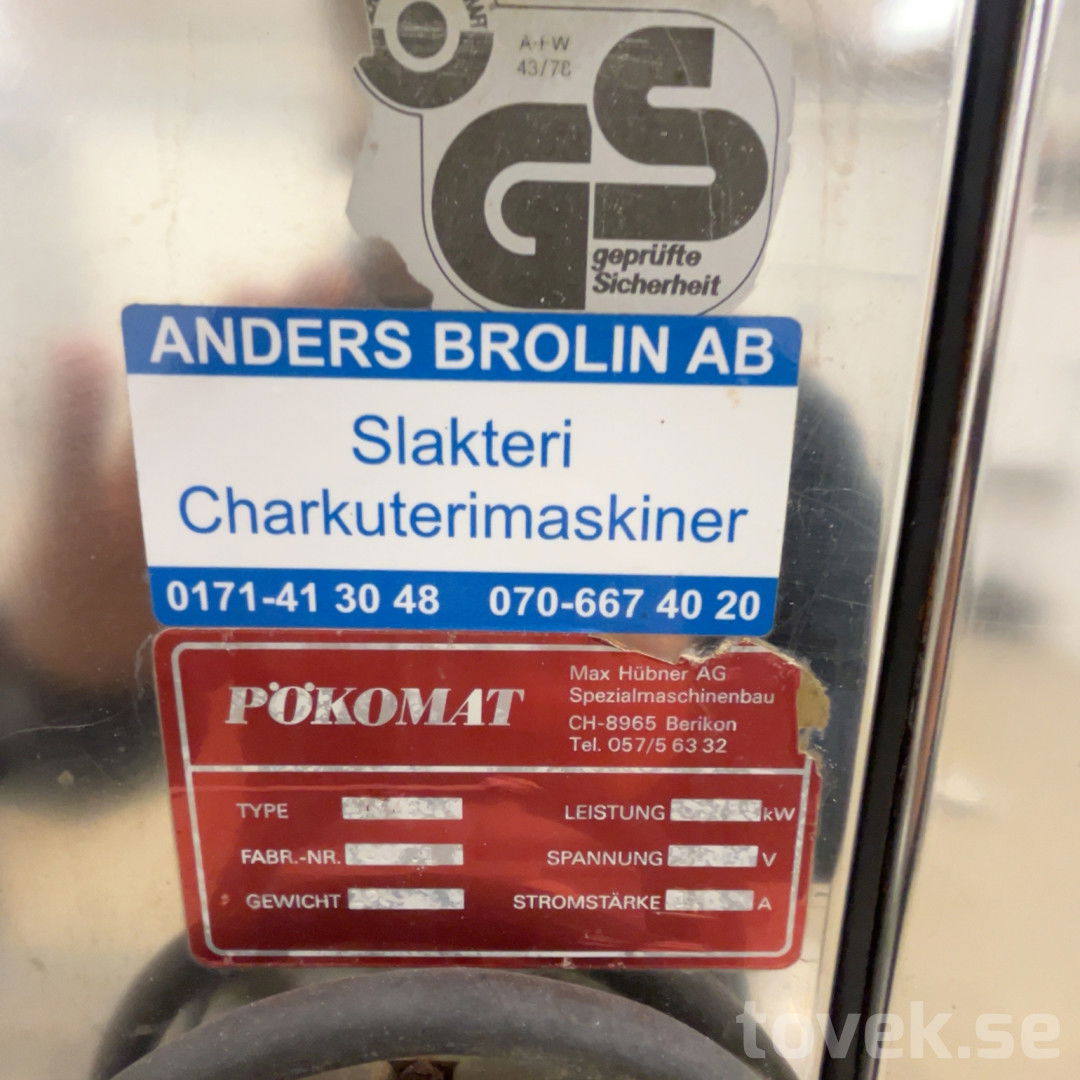 A-FW
43/78
GS
geprüfte
Sicherheit
ANDERS BROLIN AB
Slakteri
Charkuterimaskiner
0171-41 30 48 070-667 40 20
PÖKOMAT
Max Hübner AG
Spezialmaschinenbau
CH-8965 Berikon
Tel. 057/5 63 32
TYPE LEISTUNG kW
FABR.-NR. SPANNUNG V
GEWICHT STROMSTÄRKE A
tovek.se